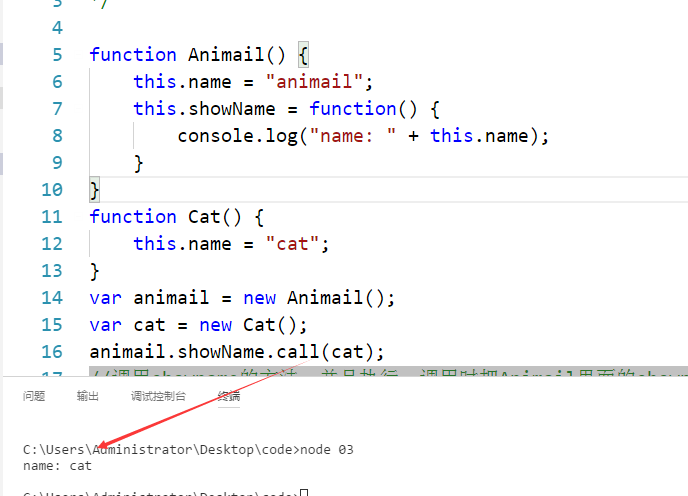 3 */
4
5 function Animail() {
6 this.name = "animail";
7 this.showName = function() {
8 console.log("name: " + this.name);
9 }
10 }
11 function Cat() {
12 this.name = "cat";
13 }
14 var animail = new Animail();
15 var cat = new Cat();
16 animail.showName.call(cat);
问题 输出 调试控制台 终端
C:\Users\Administrator\Desktop\code>node 03
name: cat
C:\Users\Administrator\Desktop\code>